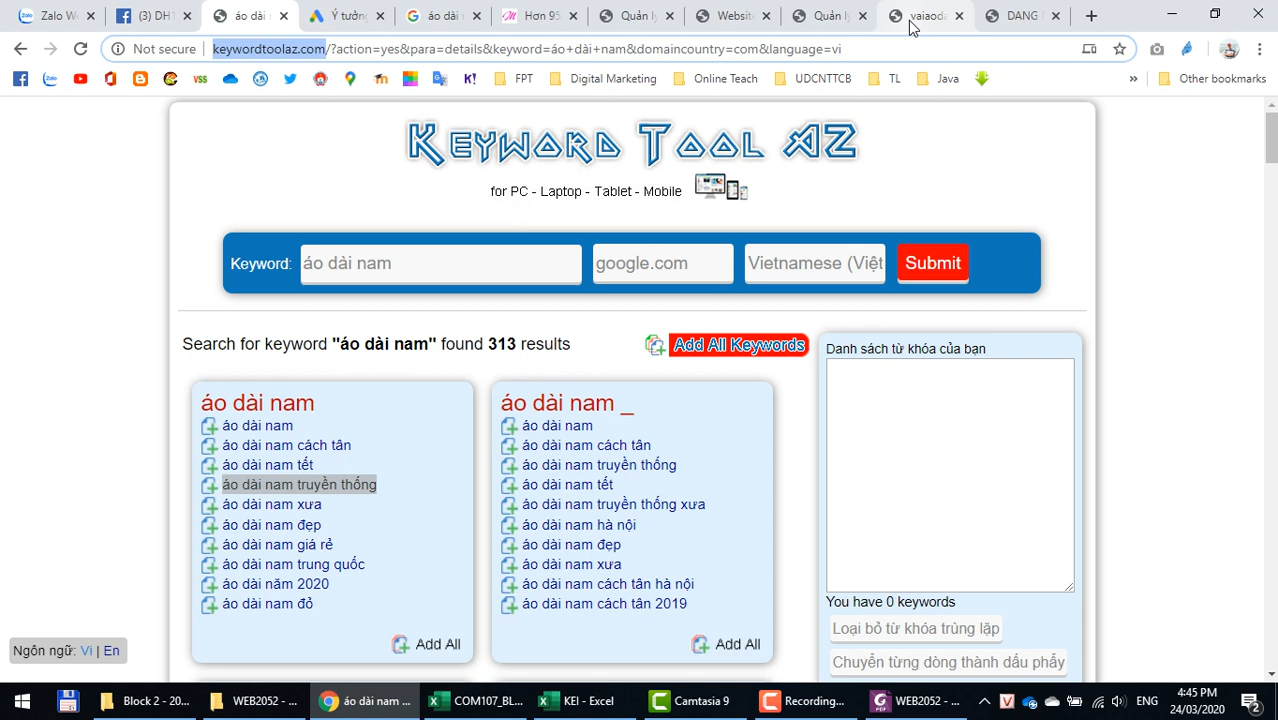 Zalo We
(3) DH1
áo dài n
Ý tưởng
áo dài n
Hơn 95
Quản lý
Website
Quản lý
vaiaoda
DANG N
Not secure
keywordtoolaz.com/?action=yes&para=details&keyword=áo+dài+nam&domaincountry=com&language=vi
FPT
Digital Marketing
Online Teach
UDCNTTCB
TL
Java
Other bookmarks
Keyword Tool AZ
for PC - Laptop - Tablet - Mobile
Keyword:
áo dài nam
google.com
Vietnamese (Việt
Submit
Search for keyword "áo dài nam" found 313 results
Add All Keywords
áo dài nam
áo dài nam
áo dài nam cách tân
áo dài nam tết
áo dài nam truyền thống
áo dài nam xưa
áo dài nam đẹp
áo dài nam giá rẻ
áo dài nam trung quốc
áo dài năm 2020
áo dài nam đỏ
Add All
áo dài nam _
áo dài nam
áo dài nam cách tân
áo dài nam truyền thống
áo dài nam tết
áo dài nam truyền thống xưa
áo dài nam hà nội
áo dài nam đẹp
áo dài nam xưa
áo dài nam cách tân hà nội
áo dài nam cách tân 2019
Add All
Danh sách từ khóa của bạn
You have 0 keywords
Loại bỏ từ khóa trùng lặp
Chuyển từng dòng thành dấu phẩy
Ngôn ngữ: Vi | En
Block 2 - 20...
WEB2052 - ...
áo dài nam ...
COM107_BL...
KEI - Excel
Camtasia 9
Recording...
WEB2052 - ...
ENG
4:45 PM
24/03/2020
2